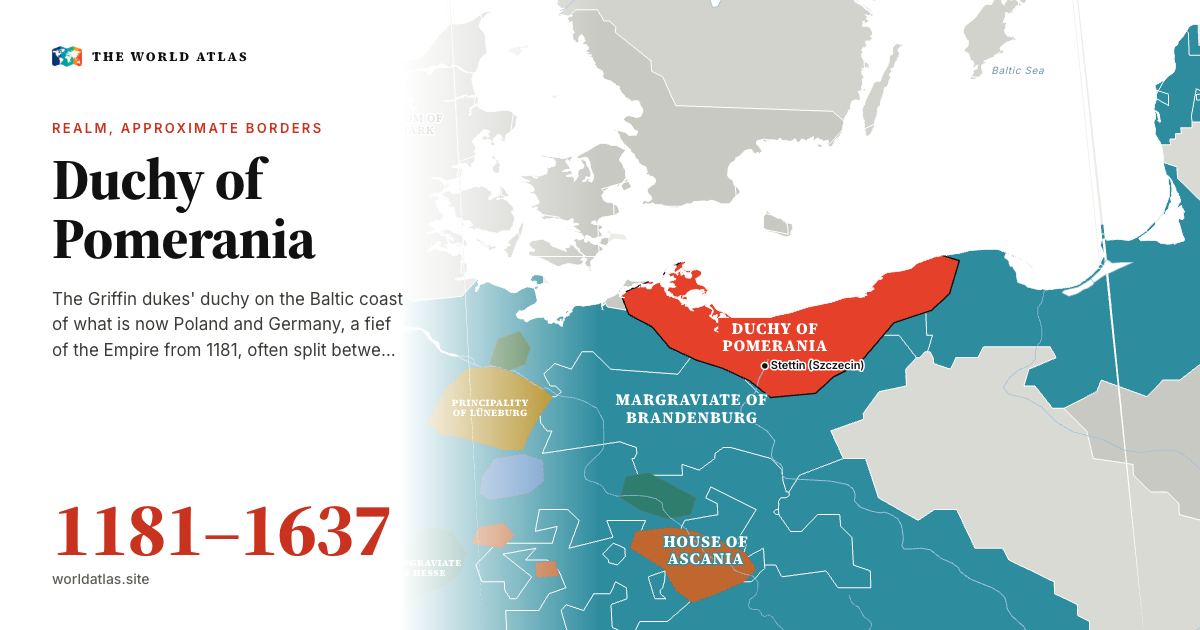 THE WORLD ATLAS
REALM, APPROXIMATE BORDERS
Duchy of
Pomerania
The Griffin dukes' duchy on the Baltic coast
of what is now Poland and Germany, a fief
of the Empire from 1181, often split betwe...
1181–1637
worldatlas.site
Baltic Sea
DUCHY OF
POMERANIA
Stettin (Szczecin)
MARGRAVIATE OF
BRANDENBURG
PRINCIPALITY
OF LÜNEBURG
HOUSE OF
ASCANIA
HESSE